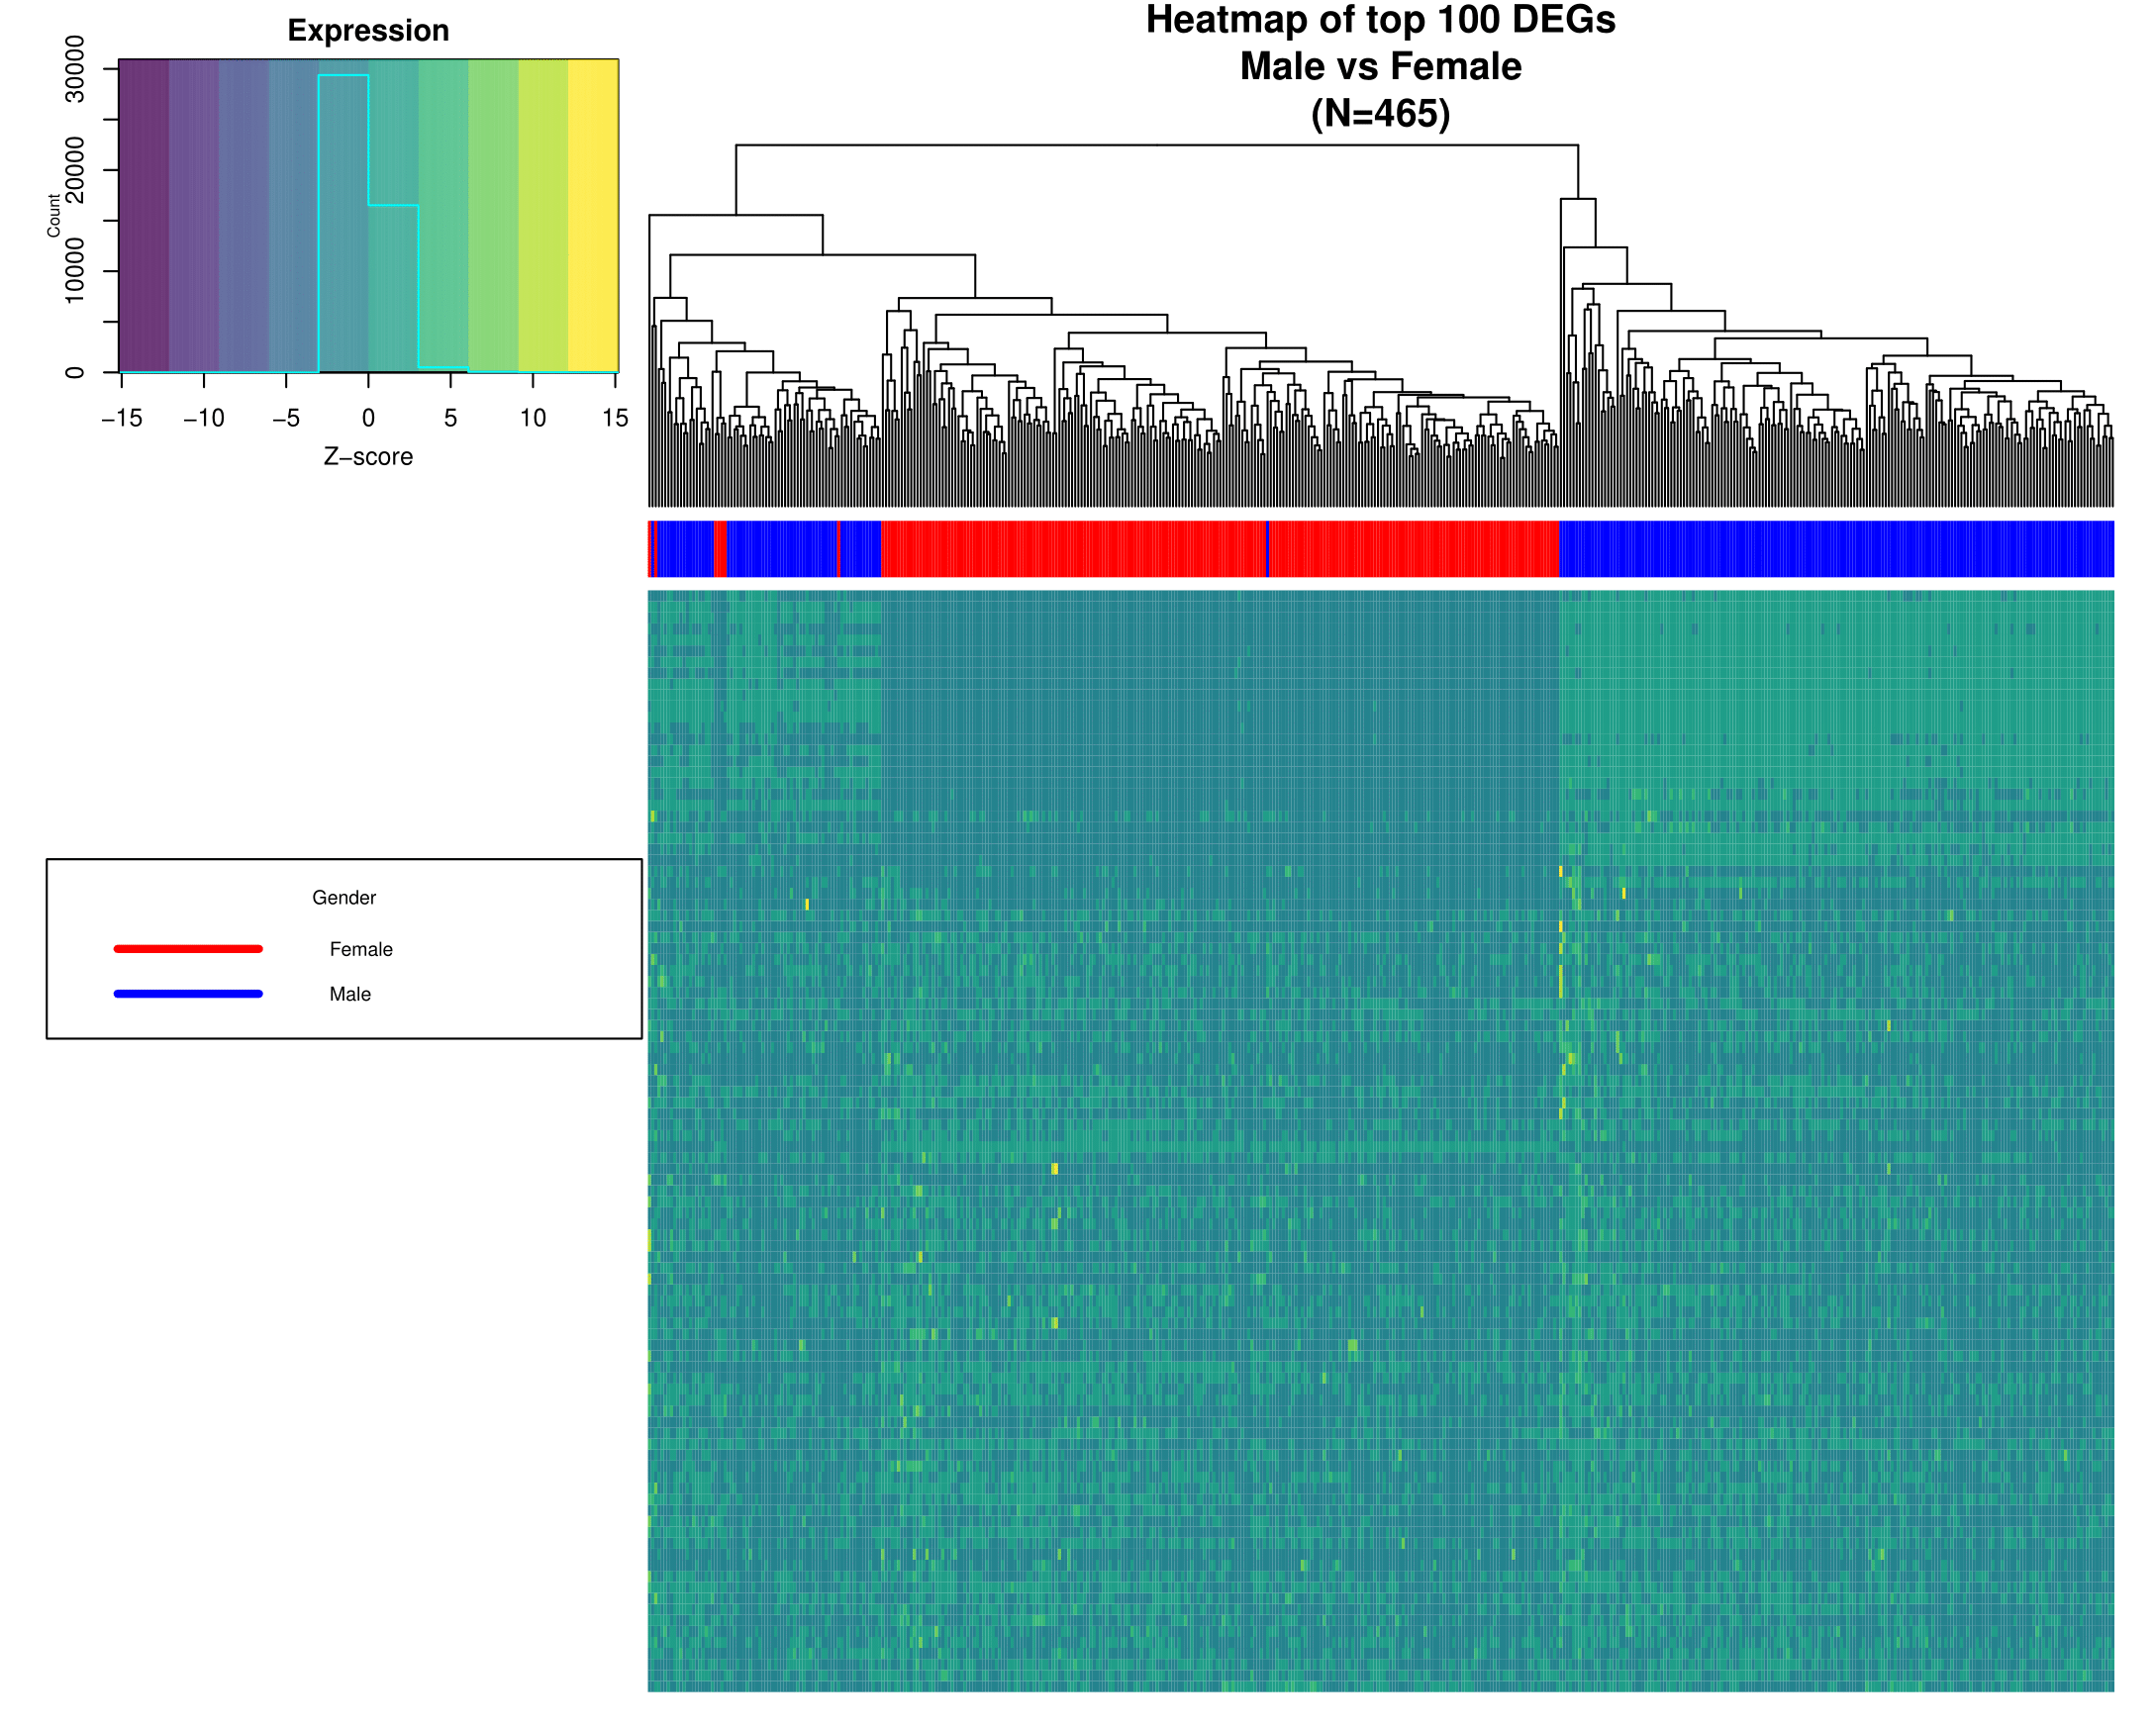 Expression
Count
0
10000
20000
30000
−15 −10 −5 0 5 10 15
Z−score
Heatmap of top 100 DEGs
Male vs Female
(N=465)
Gender
Female
Male